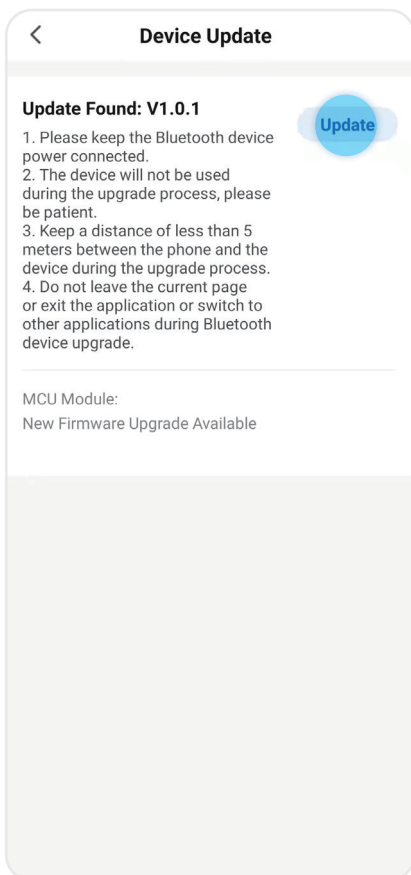 Device Update
Update Found: V1.0.1
Update
1. Please keep the Bluetooth device
power connected.
2. The device will not be used
during the upgrade process, please
be patient.
3. Keep a distance of less than 5
meters between the phone and the
device during the upgrade process.
4. Do not leave the current page
or exit the application or switch to
other applications during Bluetooth
device upgrade.
MCU Module:
New Firmware Upgrade Available